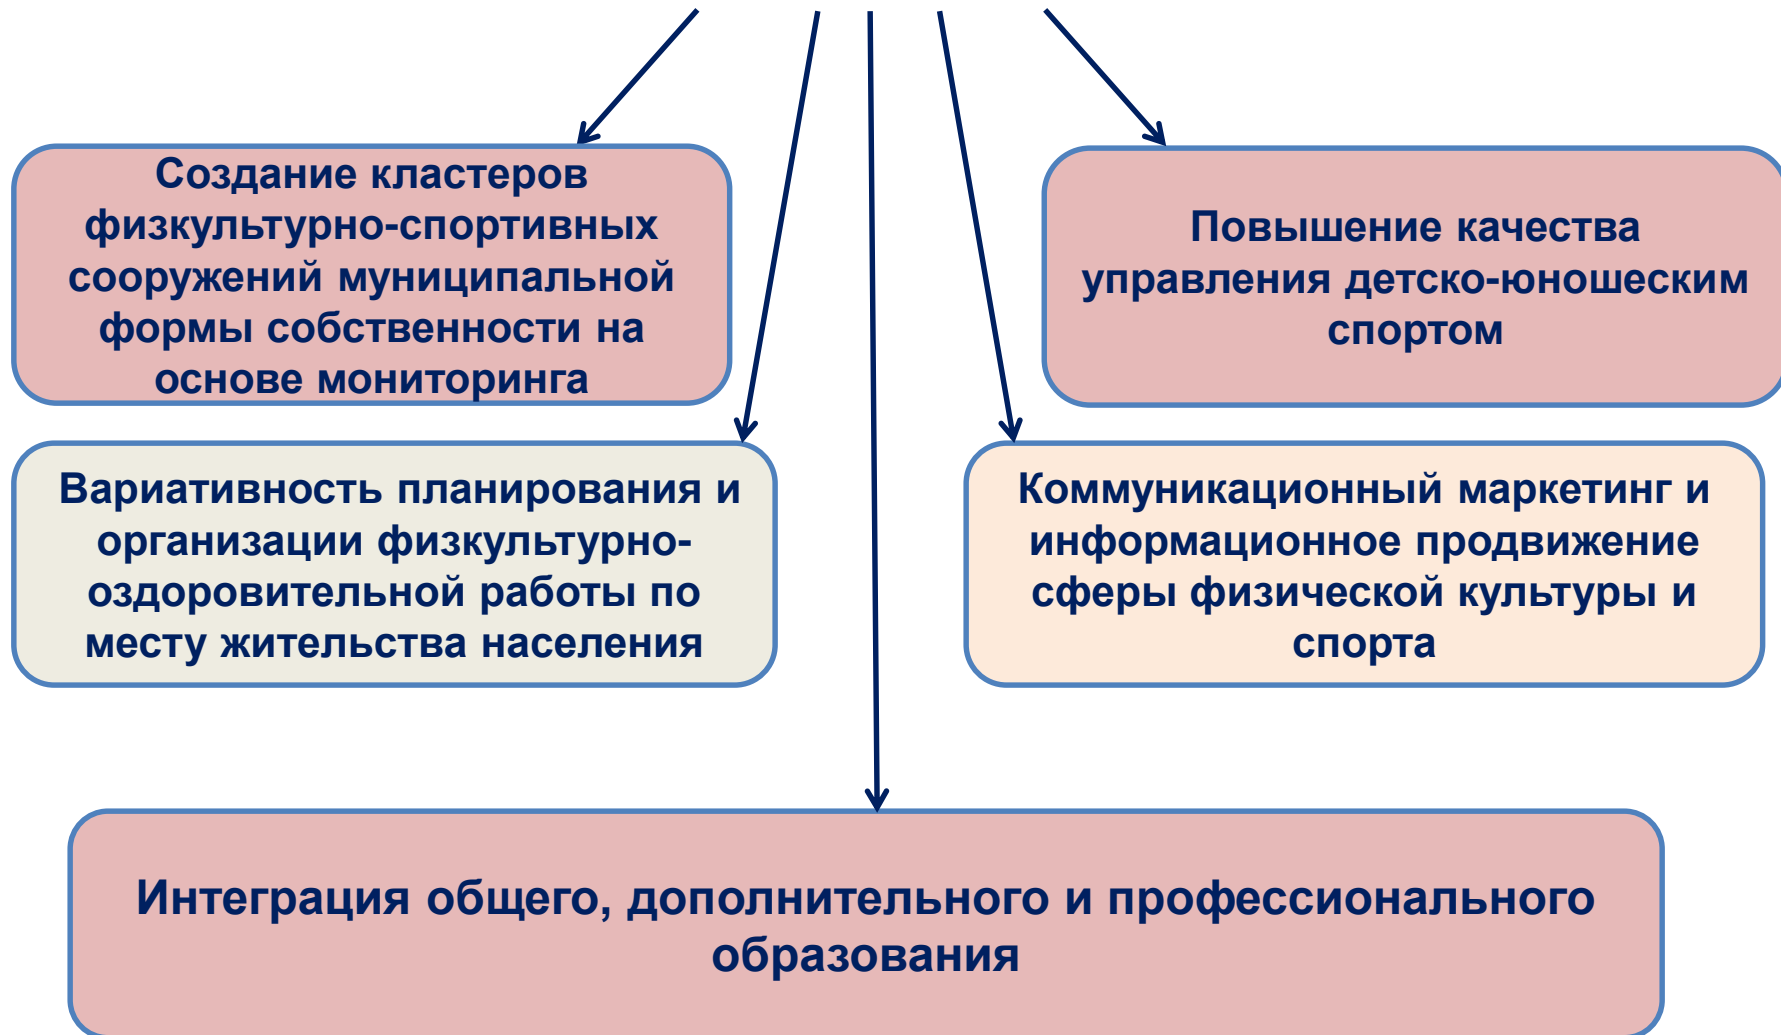 Создание кластеров
физкультурно-спортивных
сооружений муниципальной
формы собственности на
основе мониторинга
Повышение качества
управления детско-юношеским
спортом
Вариативность планирования и
организации физкультурно-
оздоровительной работы по
месту жительства населения
Коммуникационный маркетинг и
информационное продвижение
сферы физической культуры и
спорта
Интеграция общего, дополнительного и профессионального
образования